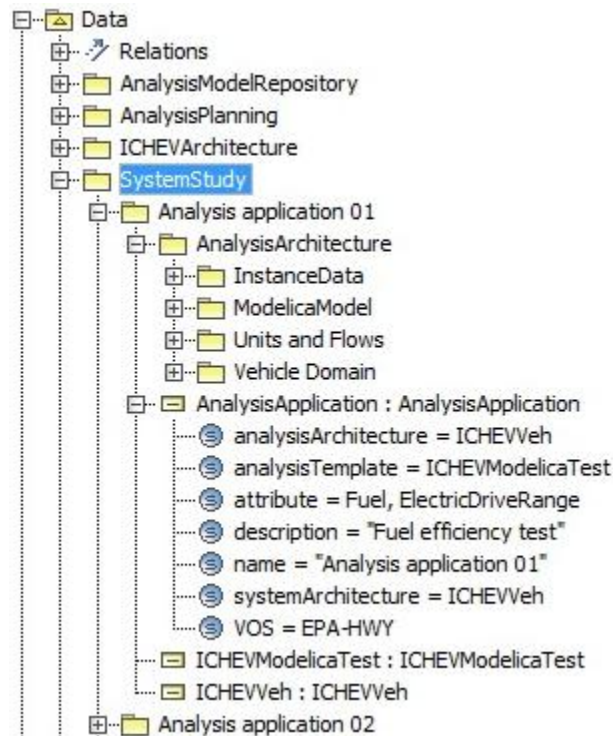 Data
Relations
AnalysisModelRepository
AnalysisPlanning
ICHEVArchitecture
SystemStudy
Analysis application 01
AnalysisArchitecture
InstanceData
ModelicaModel
Units and Flows
Vehicle Domain
AnalysisApplication : AnalysisApplication
analysisArchitecture = ICHEVVeh
analysisTemplate = ICHEVModelicaTest
attribute = Fuel, ElectricDriveRange
description = "Fuel efficiency test"
name = "Analysis application 01"
systemArchitecture = ICHEVVeh
VOS = EPA-HWY
ICHEVModelicaTest : ICHEVModelicaTest
ICHEVVeh : ICHEVVeh
Analysis application 02